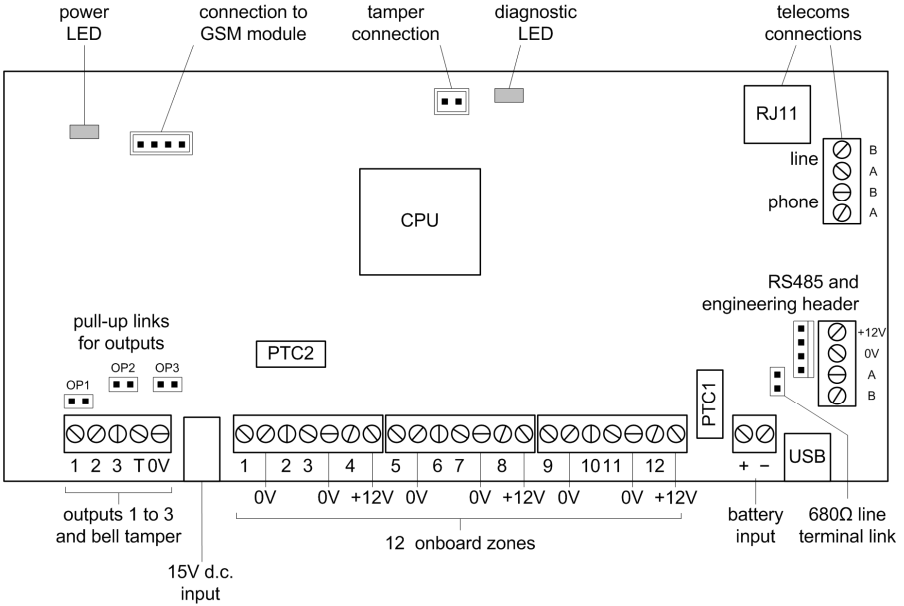 power
LED
connection to
GSM module
tamper
connection
diagnostic
LED
telecoms
connections
RJ11
line
phone
B
A
B
A
CPU
RS485 and
engineering header
+12V
0V
A
B
pull-up links
for outputs
OP1
OP2
OP3
PTC2
PTC1
1 2 3 T 0V
1 2 3 4 5 6 7 8 9 10 11 12
+ −
USB
0V 0V +12V 0V 0V +12V 0V 0V +12V
outputs 1 to 3
and bell tamper
15V d.c.
input
12 onboard zones
battery
input
680Ω line
terminal link